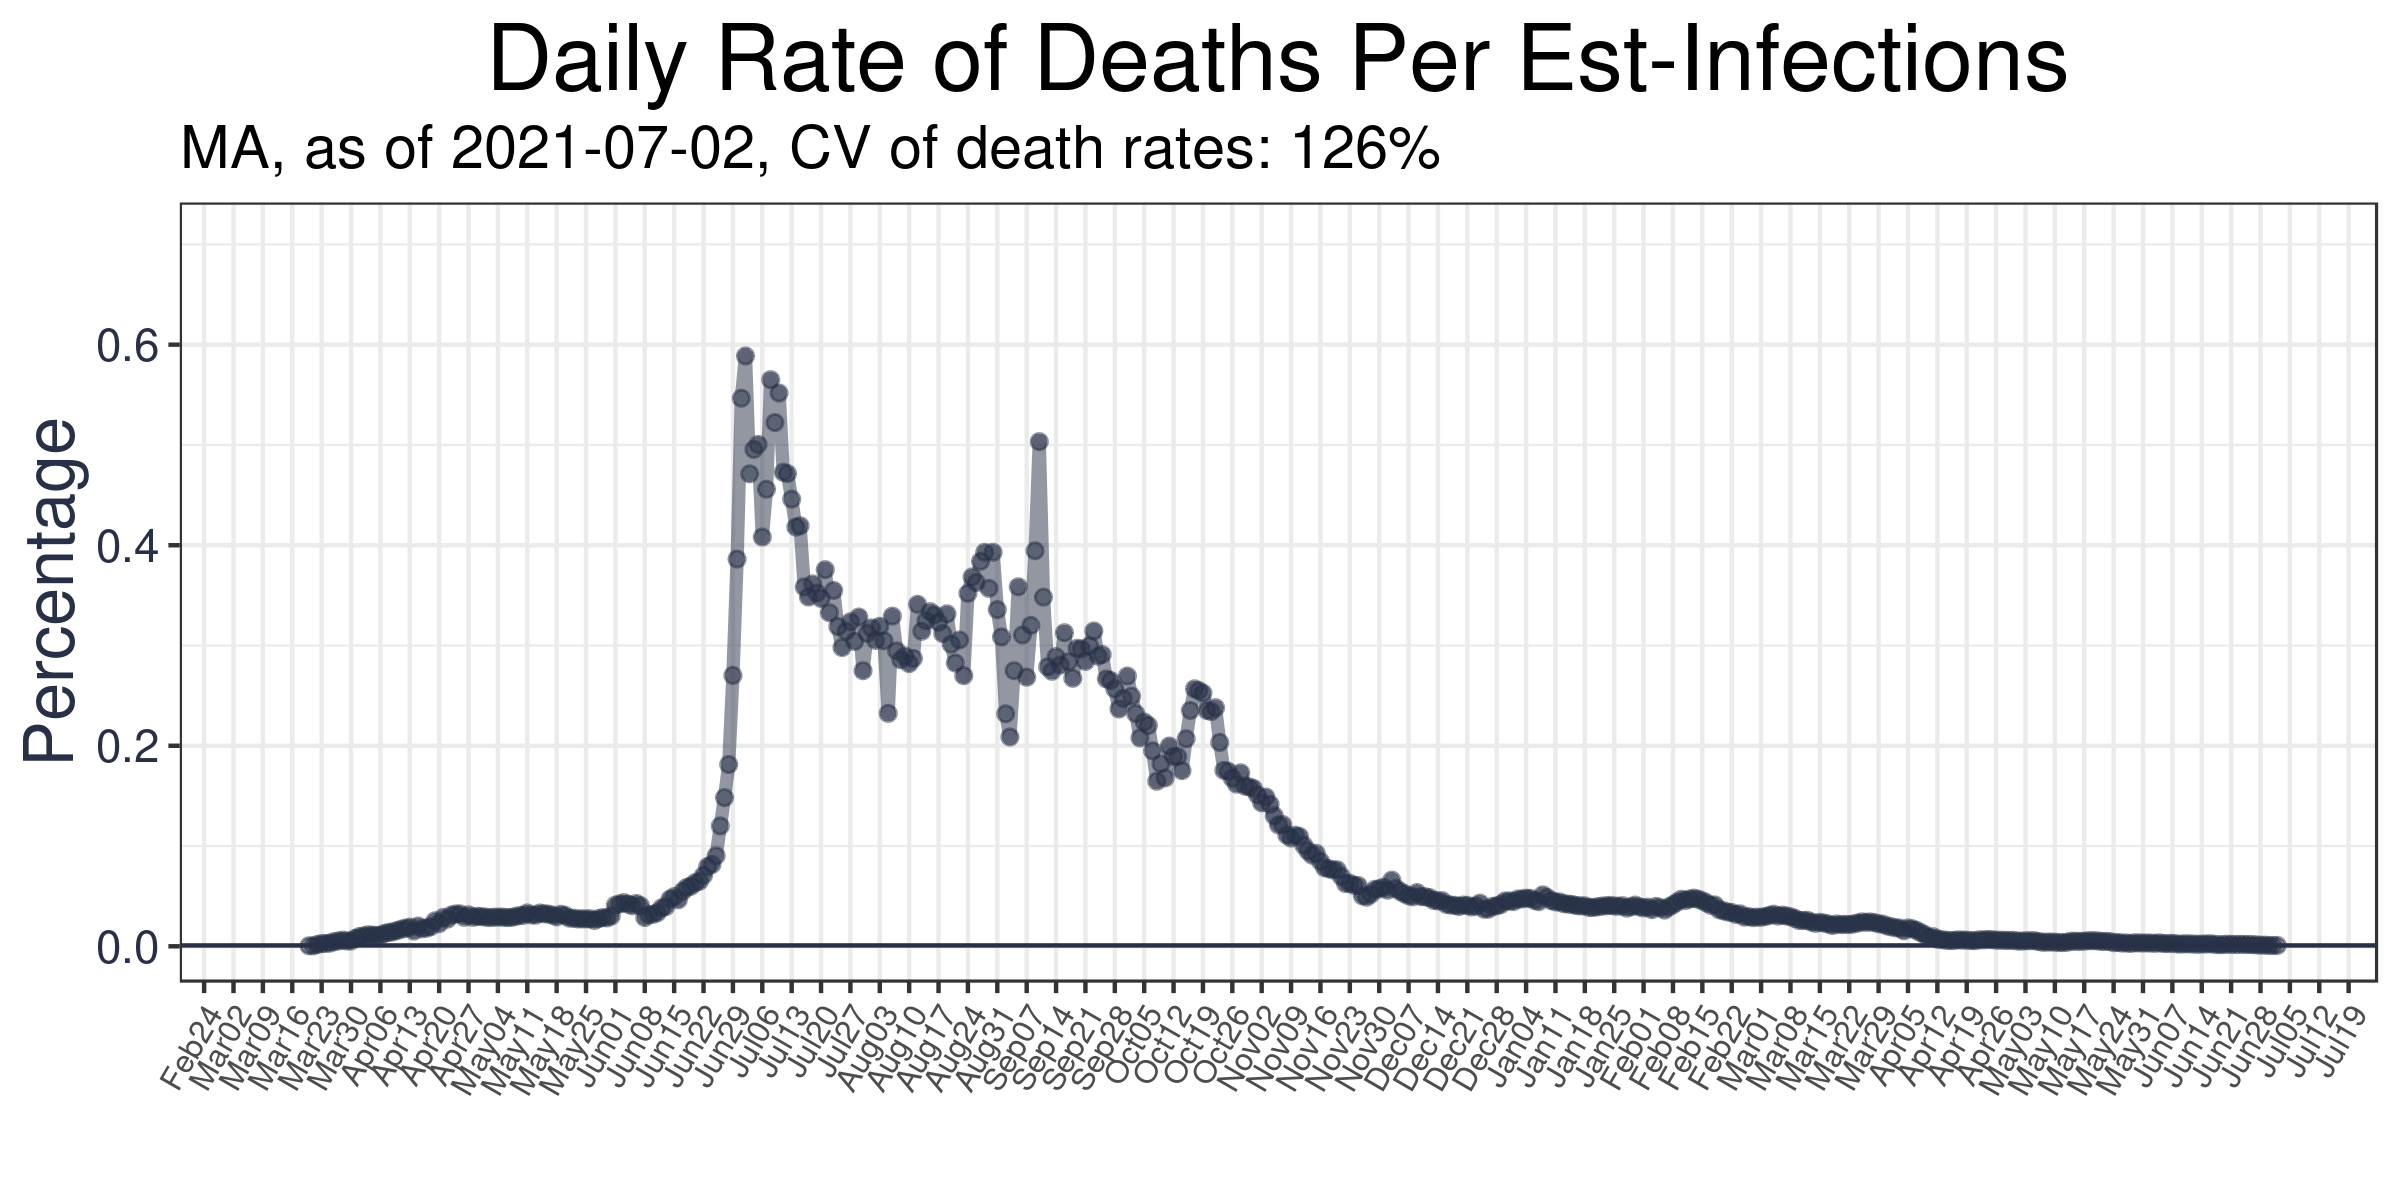 Daily Rate of Deaths Per Est-Infections
MA, as of 2021-07-02, CV of death rates: 126%
Percentage
0.6
0.4
0.2
0.0
Feb24
Mar02
Mar09
Mar16
Mar23
Mar30
Apr06
Apr13
Apr20
Apr27
May04
May11
May18
May25
Jun01
Jun08
Jun15
Jun22
Jun29
Jul06
Jul13
Jul20
Jul27
Aug03
Aug10
Aug17
Aug24
Aug31
Sep07
Sep14
Sep21
Sep28
Oct05
Oct12
Oct19
Oct26
Nov02
Nov09
Nov16
Nov23
Nov30
Dec07
Dec14
Dec21
Dec28
Jan04
Jan11
Jan18
Jan25
Feb01
Feb08
Feb15
Feb22
Mar01
Mar08
Mar15
Mar22
Mar29
Apr05
Apr12
Apr19
Apr26
May03
May10
May17
May24
May31
Jun07
Jun14
Jun21
Jun28
Jul05
Jul12
Jul19